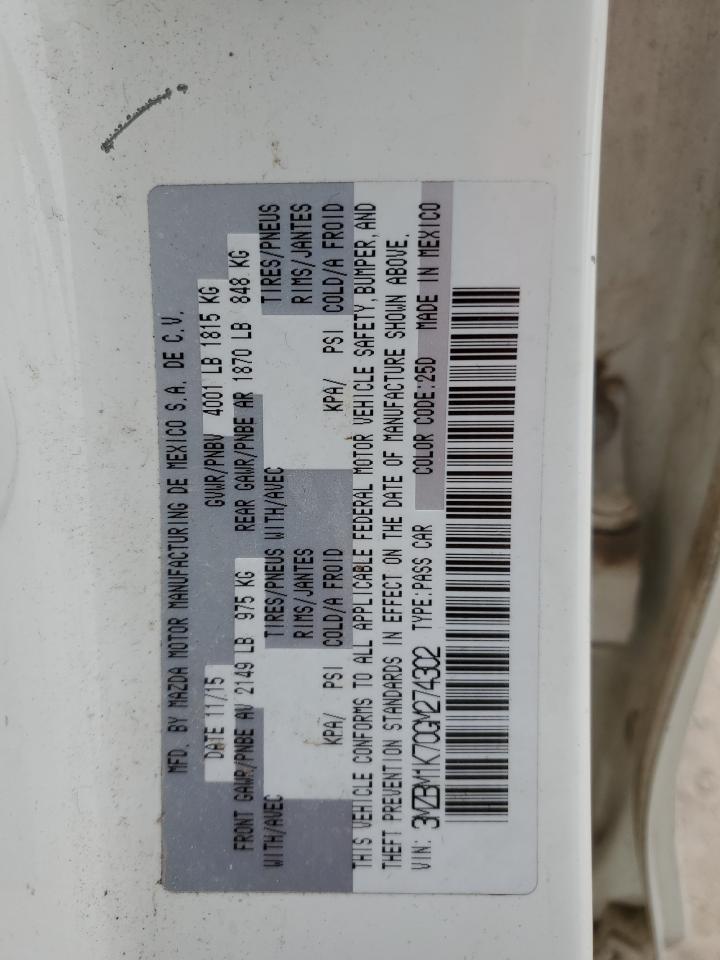 MFD. BY MAZDA MOTOR MANUFACTURING DE MEXICO S.A. DE C.V.
DATE 11/15 GVWR/PNBV 4001 LB 1815 KG
FRONT GAWR/PNBE AV 2149 LB 975 KG REAR GAWR/PNBE AR 1870 LB 848 KG
WITH/AVEC TIRES/PNEUS WITH/AVEC TIRES/PNEUS
RIMS/JANTES RIMS/JANTES
KPA/ PSI COLD/A FROID KPA/ PSI COLD/A FROID
THIS VEHICLE CONFORMS TO ALL APPLICABLE FEDERAL MOTOR VEHICLE SAFETY, BUMPER, AND
THEFT PREVENTION STANDARDS IN EFFECT ON THE DATE OF MANUFACTURE SHOWN ABOVE.
VIN: 3MZBM1K70GM274302 TYPE:PASS CAR COLOR CODE:25D MADE IN MEXICO